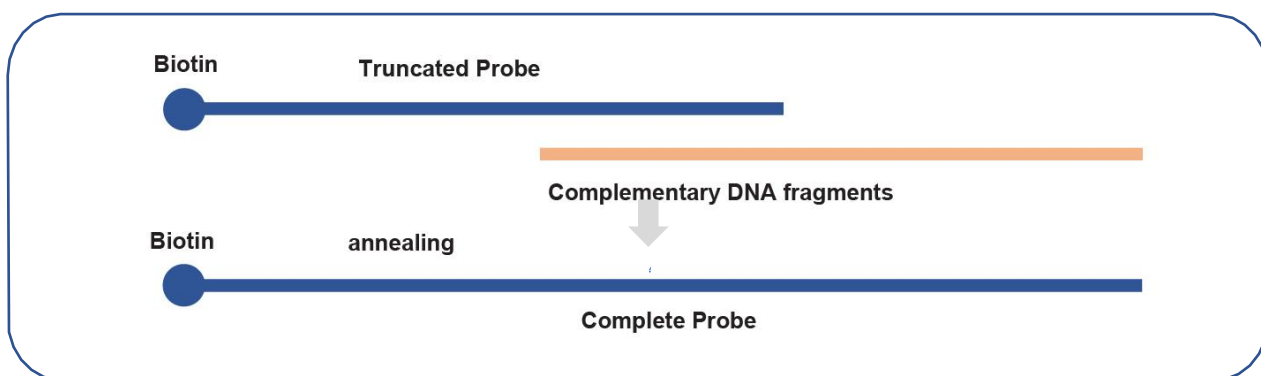 Biotin
Truncated Probe
Complementary DNA fragments
Biotin
annealing
Complete Probe